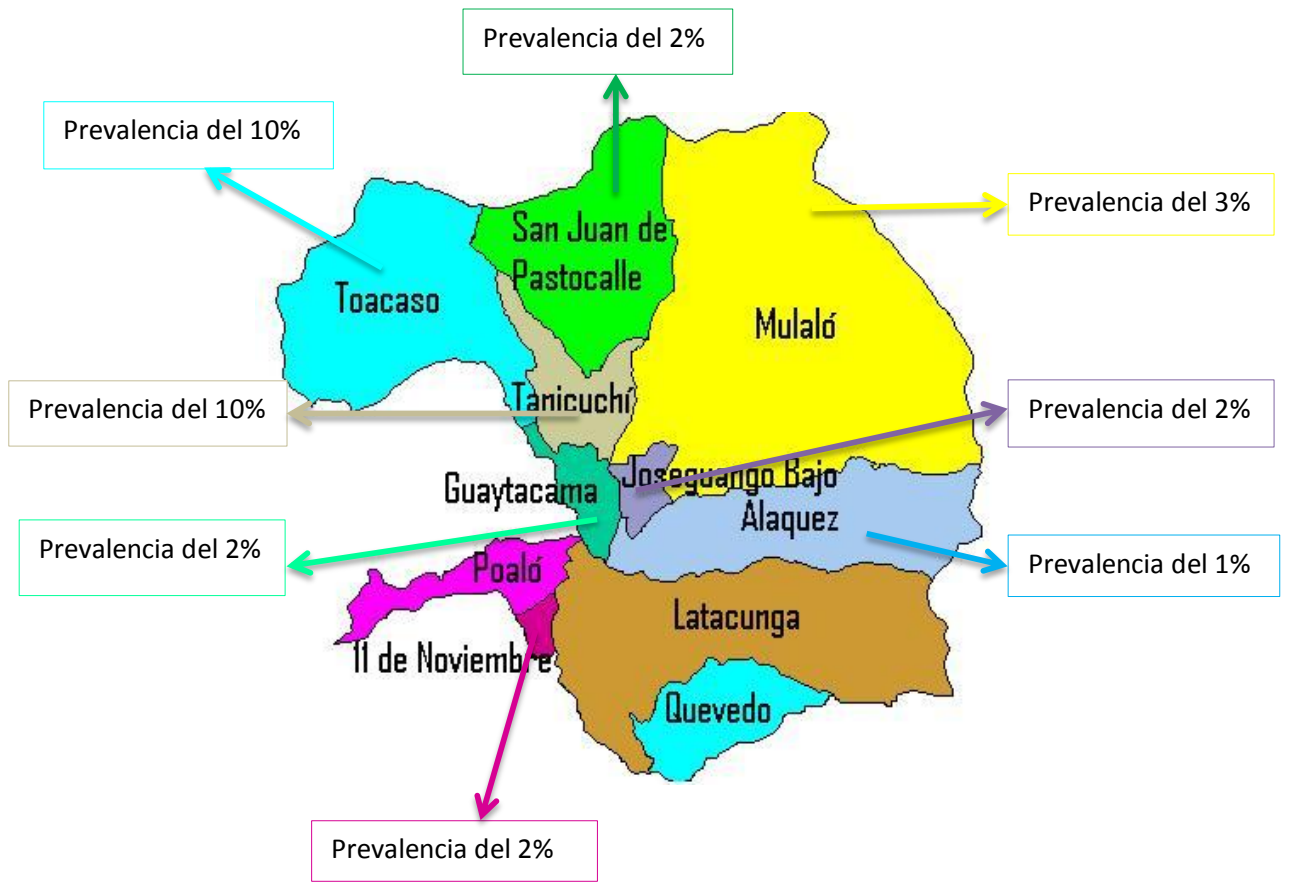 Prevalencia del 2%
Prevalencia del 10%
Prevalencia del 3%
San Juan de
Pastocalle
Toacaso
Mulaló
Tanicuchí
Prevalencia del 10%
Prevalencia del 2%
Joseguango Bajo
Guaytacama
Alaquez
Prevalencia del 2%
Prevalencia del 1%
Poaló
Latacunga
11 de Noviembre
Quevedo
Prevalencia del 2%